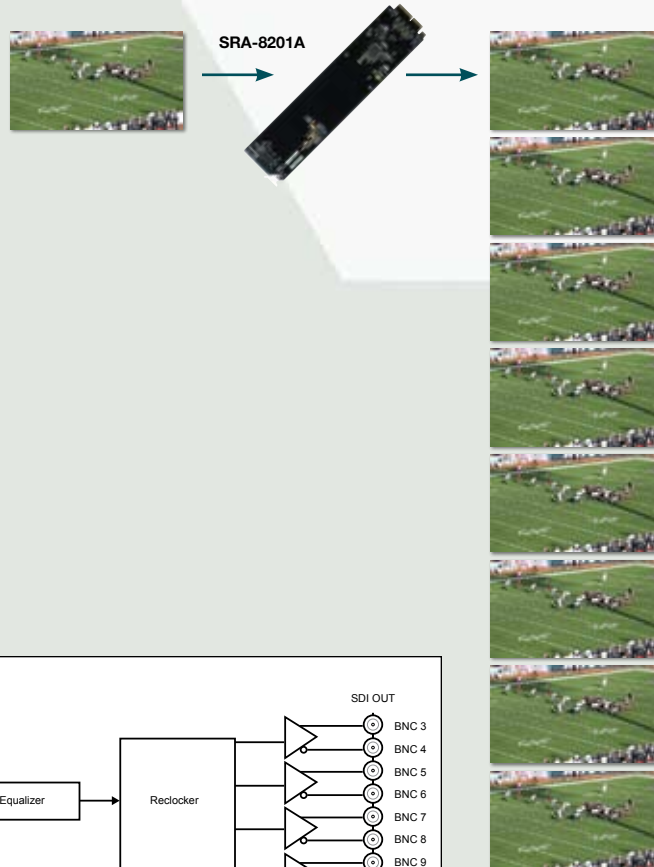 SRA-8201A
SDI OUT
BNC 3
BNC 4
BNC 5
BNC 6
Equalizer
Reclocker
BNC 7
BNC 8
BNC 9